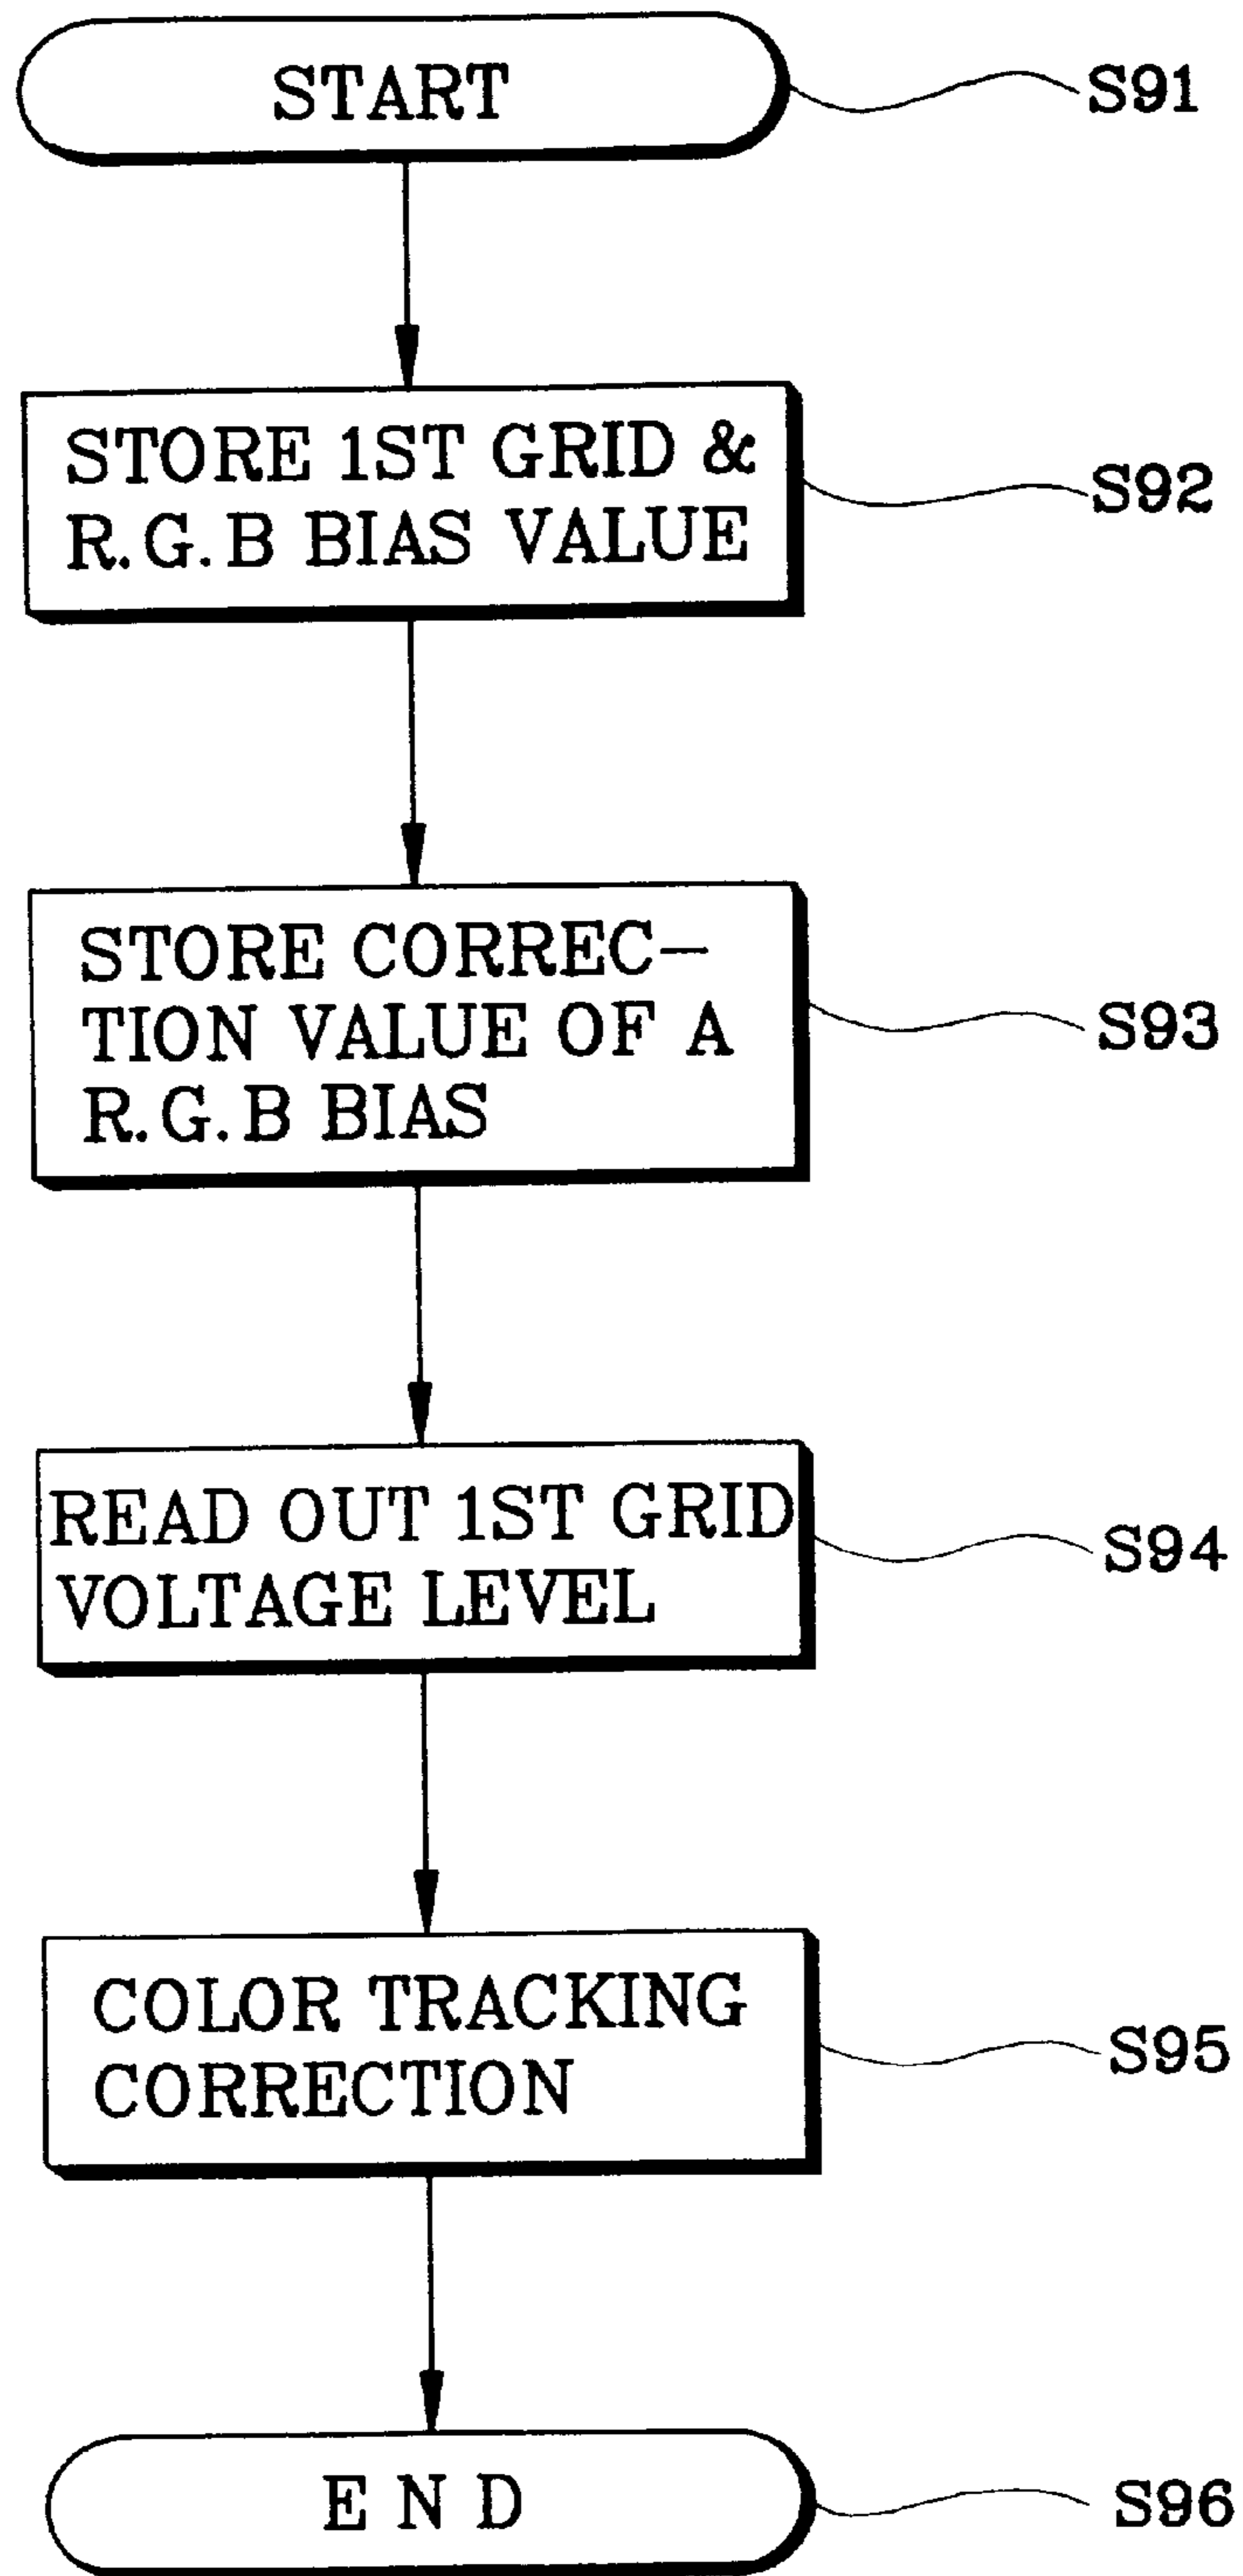 START
S91
STORE 1ST GRID &
R.G.B BIAS VALUE
S92
STORE CORREC-
TION VALUE OF A
R.G.B BIAS
S93
READ OUT 1ST GRID
VOLTAGE LEVEL
S94
COLOR TRACKING
CORRECTION
S95
END
S96